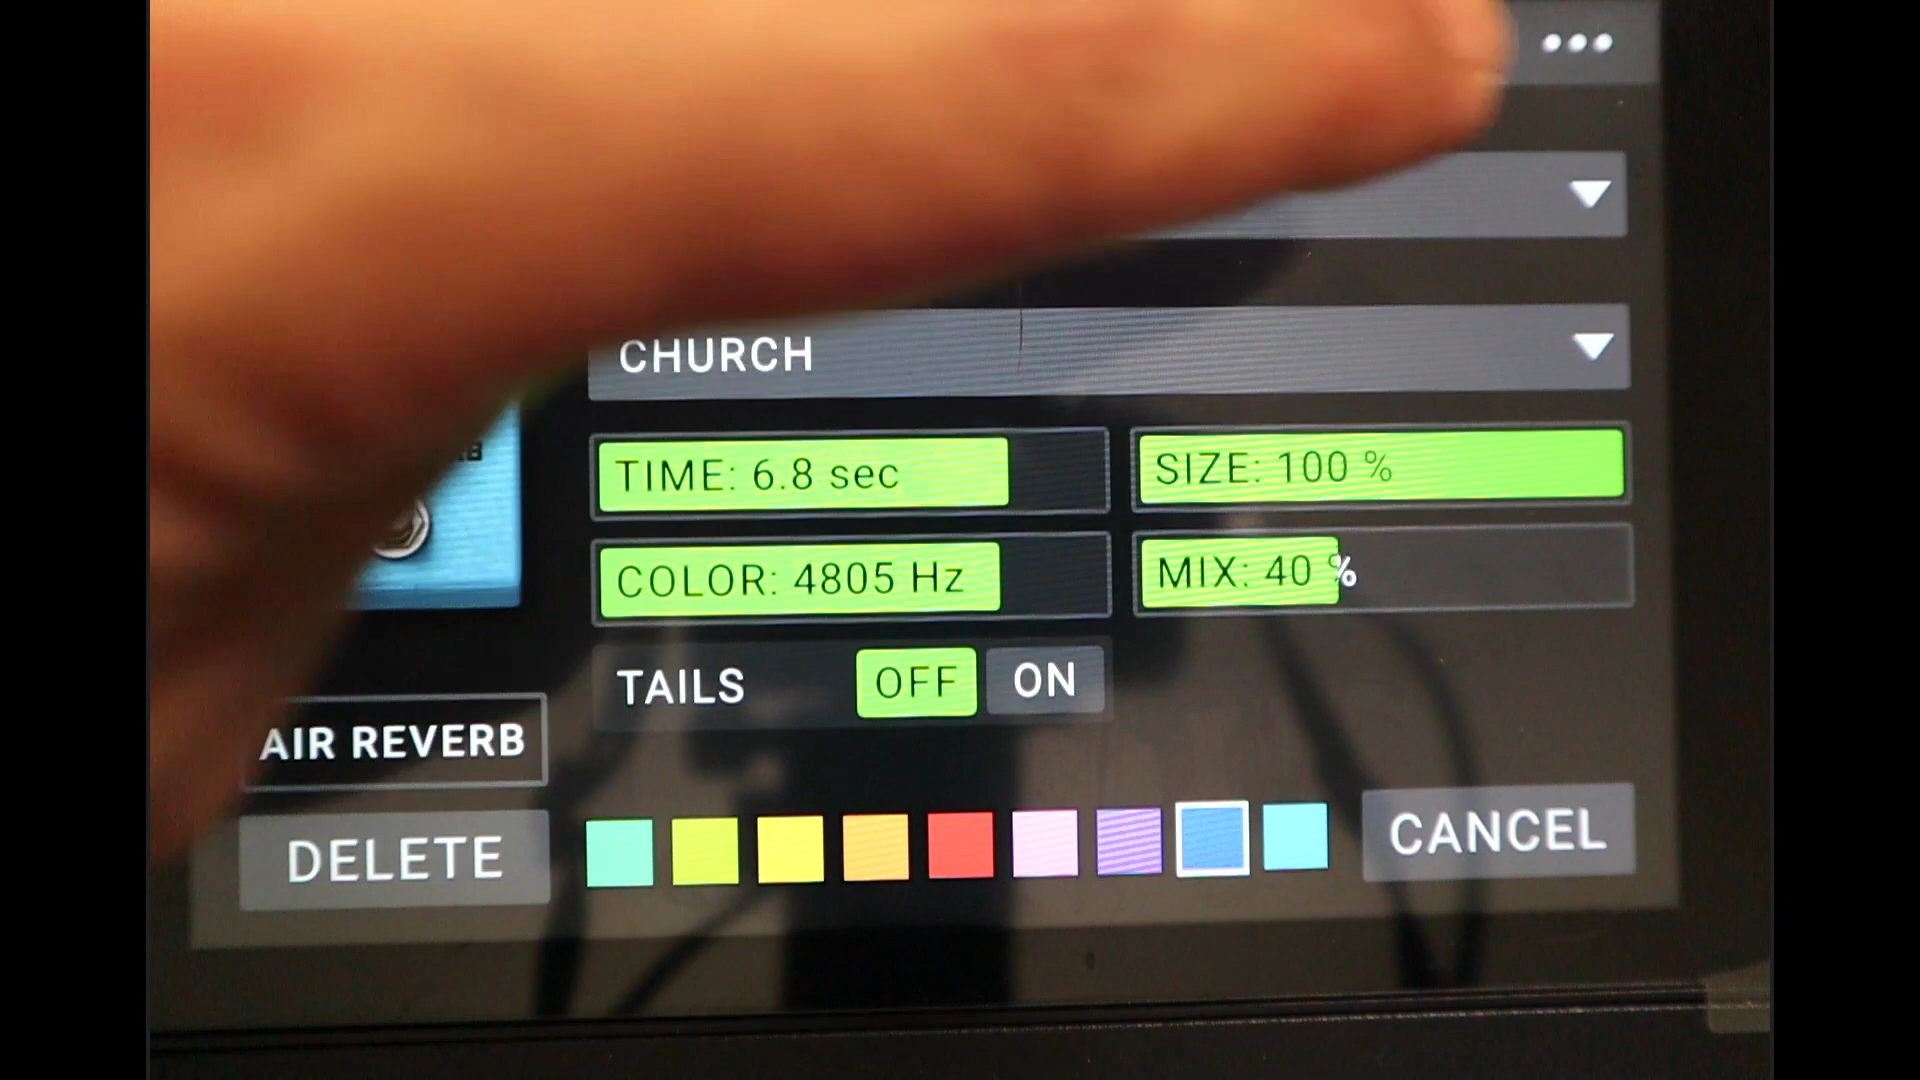 CHURCH
TIME: 6.8 sec
SIZE: 100 %
COLOR: 4805 Hz
MIX: 40 %
TAILS
OFF
ON
AIR REVERB
DELETE
CANCEL